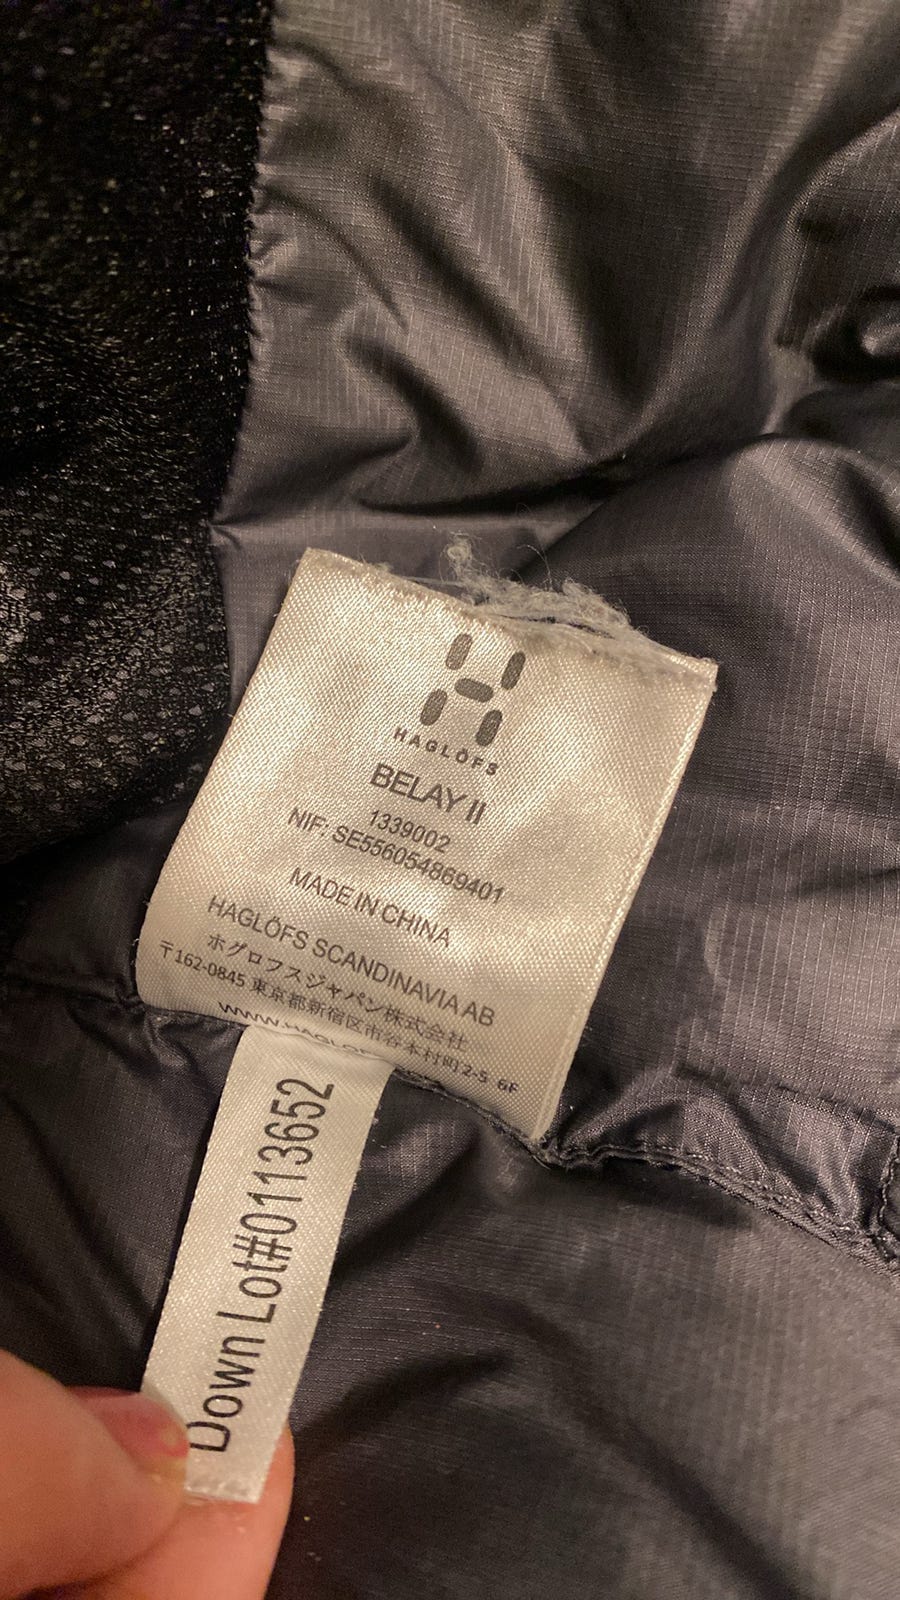 HAGLÖFS
BELAY II
1339002
NIF: SE556054869401
MADE IN CHINA
HAGLÖFS SCANDINAVIA AB
ホグロフスジャパン株式会社
〒162-0845 東京都新宿区市谷本村町2-5 6F
WWW.HAGLOF
Down Lot#0113652